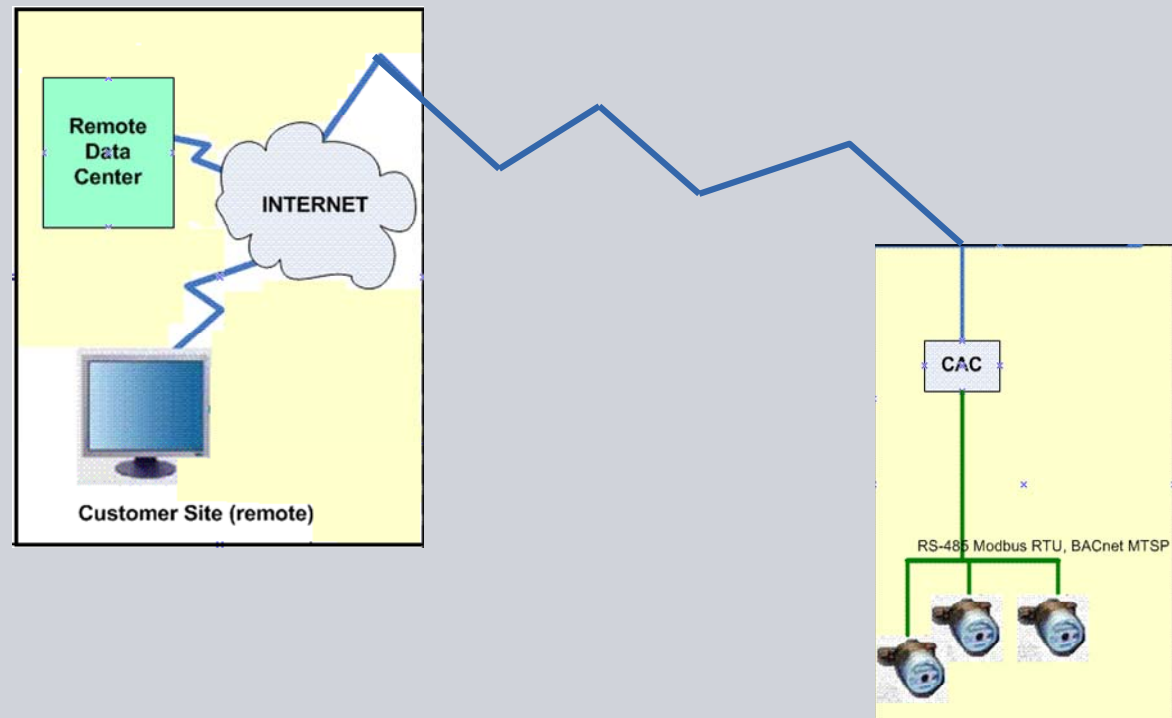 Remote
Data
Center
INTERNET
Customer Site (remote)
CAC
RS-485 Modbus RTU, BACnet MTSP